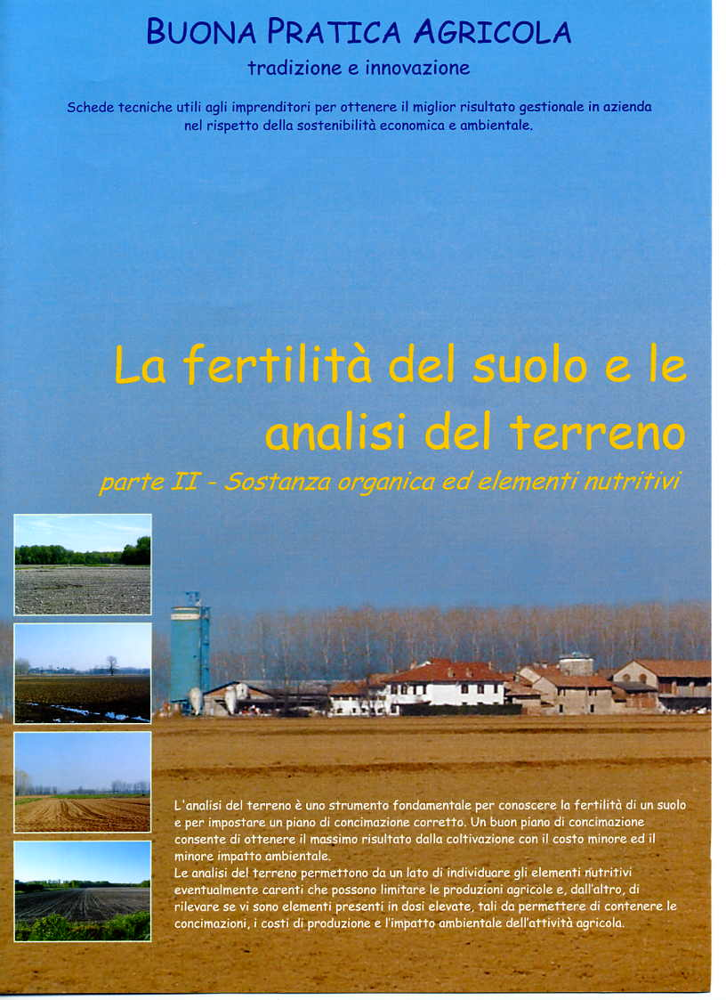 BUONA PRATICA AGRICOLA
tradizione e innovazione
Schede tecniche utili agli imprenditori per ottenere il miglior risultato gestionale in azienda
nel rispetto della sostenibilità economica e ambientale.
La fertilità del suolo e le
analisi del terreno
parte II - Sostanza organica ed elementi nutritivi
L'analisi del terreno è uno strumento fondamentale per conoscere la fertilità di un suolo
e per impostare un piano di concimazione corretto. Un buon piano di concimazione
consente di ottenere il massimo risultato dalla coltivazione con il costo minore ed il
minore impatto ambientale.
Le analisi del terreno permettono da un lato di individuare gli elementi nutritivi
eventualmente carenti che possono limitare le produzioni agricole e, dall'altro, di
rilevare se vi sono elementi presenti in dosi elevate, tali da permettere di contenere le
concimazioni, i costi di produzione e l'impatto ambientale dell'attività agricola.